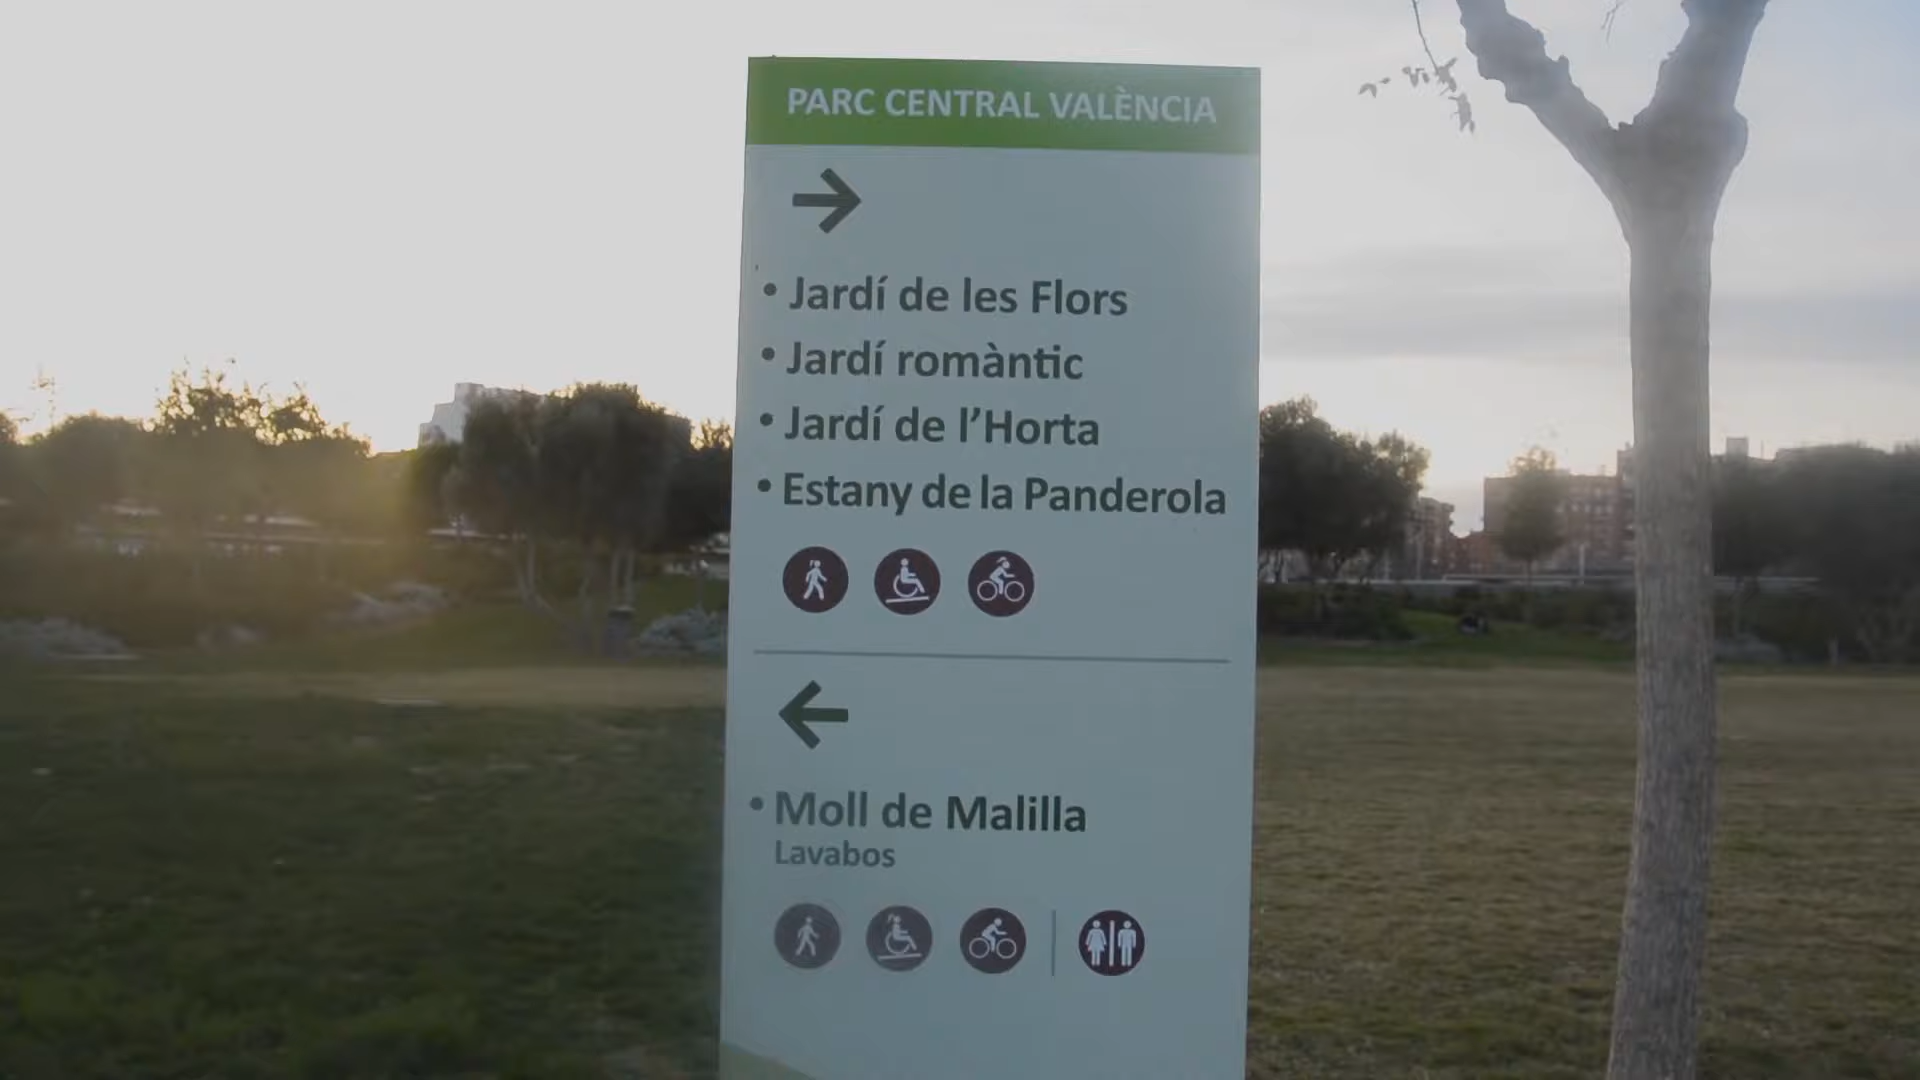 PARC CENTRAL VALÈNCIA
→
• Jardí de les Flors
• Jardí romàntic
• Jardí de l’Horta
• Estany de la Panderola
←
• Moll de Malilla
Lavabos